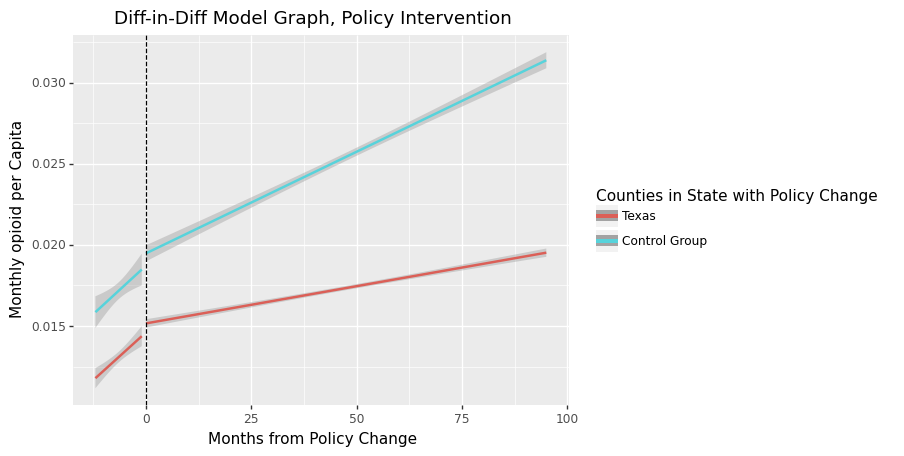 Diff-in-Diff Model Graph, Policy Intervention
Monthly opioid per Capita
0.030
0.025
0.020
0.015
0
25
50
75
100
Months from Policy Change
Counties in State with Policy Change
Texas
Control Group